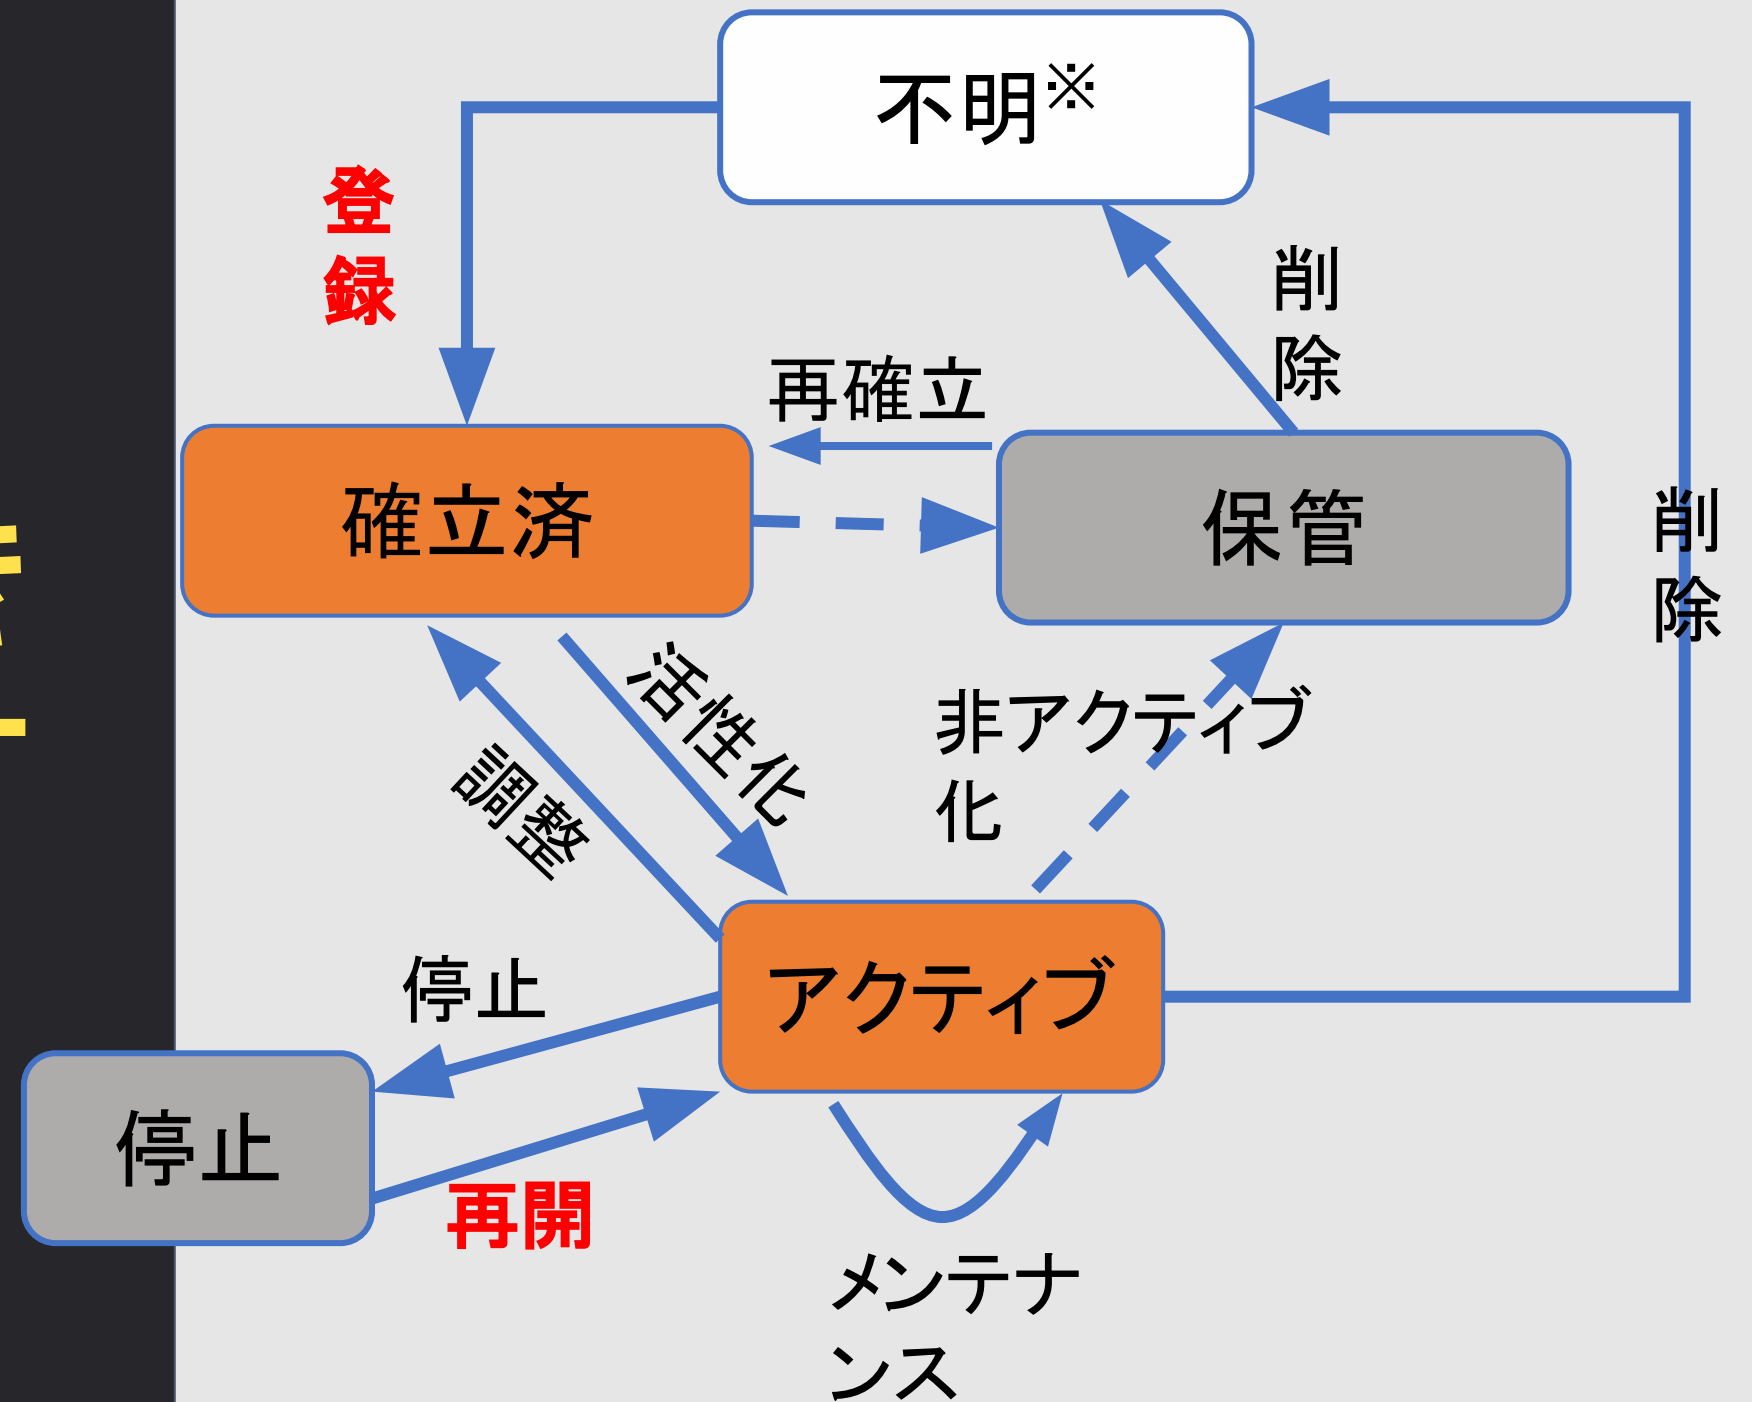 不明※
登
録
削
除
再確立
確立済
保管
削
除
活性化
非アクティブ
化
調整
アクティブ
停止
停止
再開
メンテナ
ンス